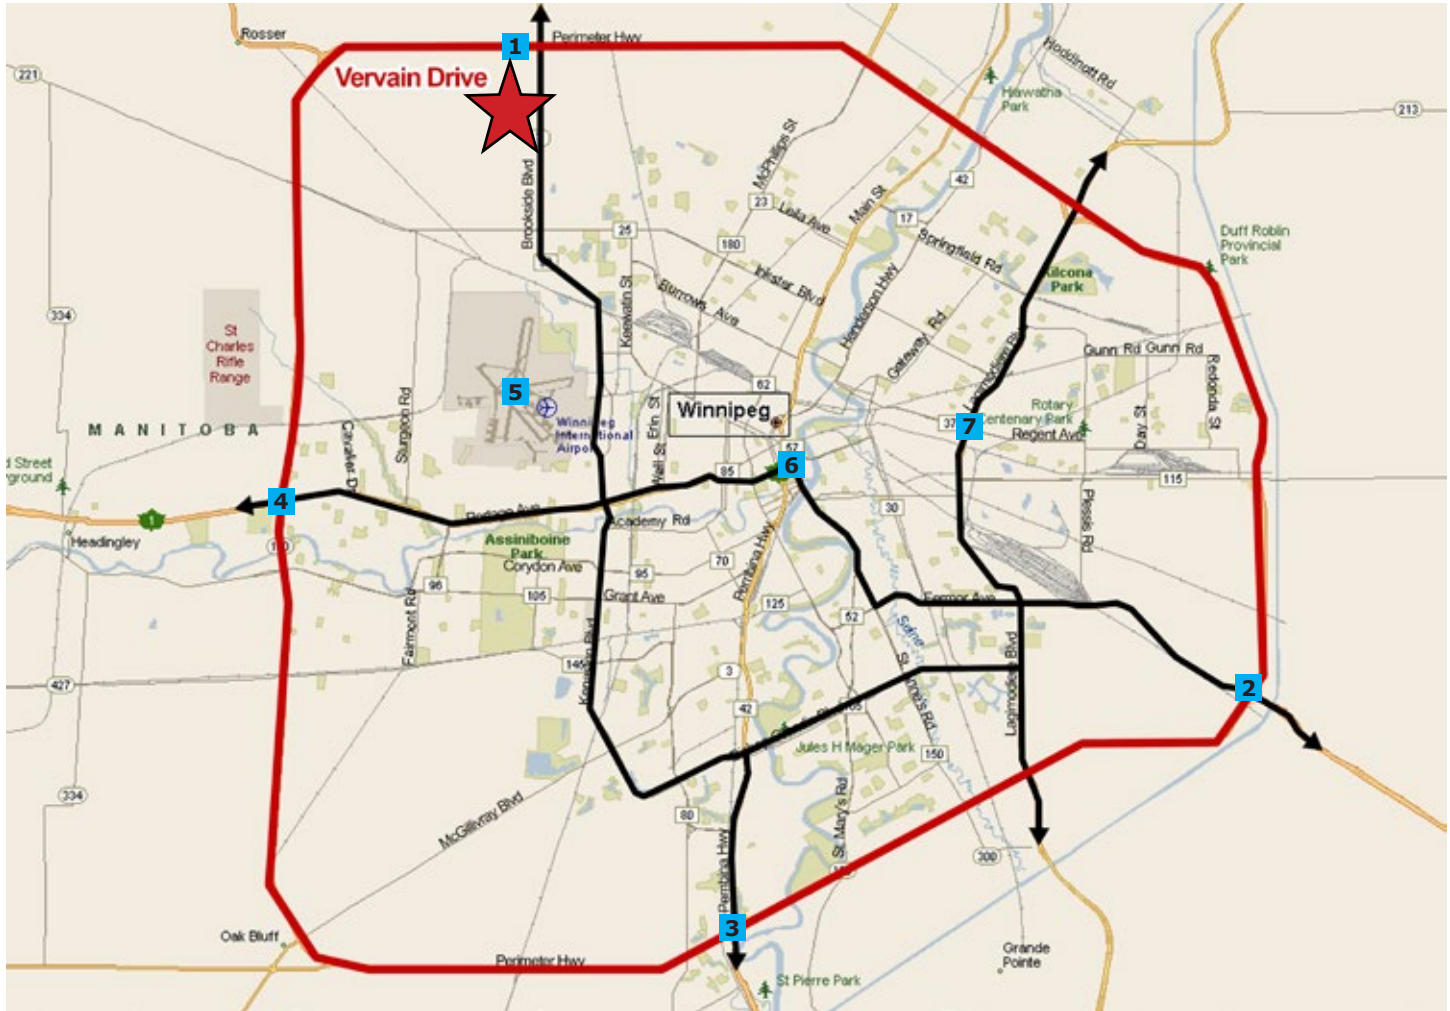 Rosser
1
Perimeter Hwy
Hoddinott Rd
221
Vervain Drive
Hiawatha
Park
213
McPhillips St
42
Brookside Blvd
23
Leila Ave
Main St
17
25
180
Springfield Rd
Duff Roblin
Provincial
Park
Inkster Blvd
Kilcona
Park
Keewatin St
Burrows Ave
Henderson Hwy
334
St
Charles
Rifle
Range
Gateway Rd
Gunn Rd
Gunn Rd
Redonda St
62
5
Winnipeg
Sturgeon Rd
Erin St
Rotary
Centenary Park
37
7
Regent Ave
Day St
MANITOBA
Winnipeg
International
Airport
57
Wall St
85
6
115
d Street
yground
4
1
Portage Ave
Academy Rd
30
Plessis Rd
Headingley
Assiniboine
Park
Corydon Ave
Pembina Hwy
70
95
96
105
Grant Ave
125
Fermor Ave
52
Fairmont Rd
Seine
145
Kenaston Blvd
St Anne's Rd
Lagimodiere Blvd
3
427
2
42
165
Jules H Mager Park
150
334
McGillivray Blvd
80
St Mary's Rd
300
Pembina Hwy
3
Oak Bluff
Perimeter Hwy
Grande
Pointe
St Pierre Park